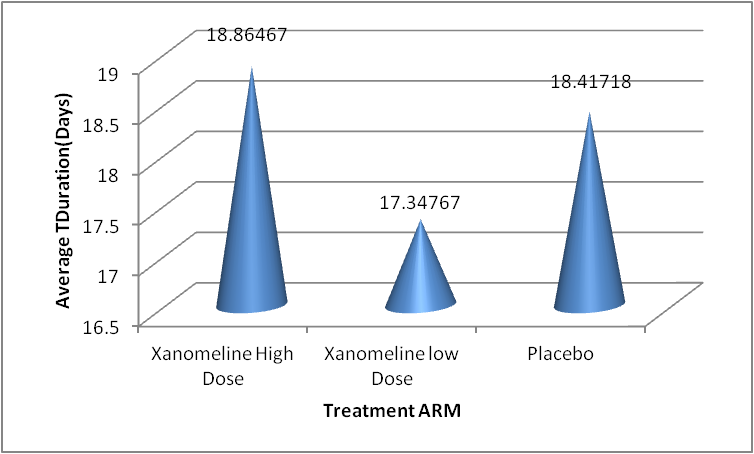 Average TDuration(Days)
19
18.5
18
17.5
17
16.5
18.86467
17.34767
18.41718
Xanomeline High
Dose
Xanomeline low
Dose
Placebo
Treatment ARM